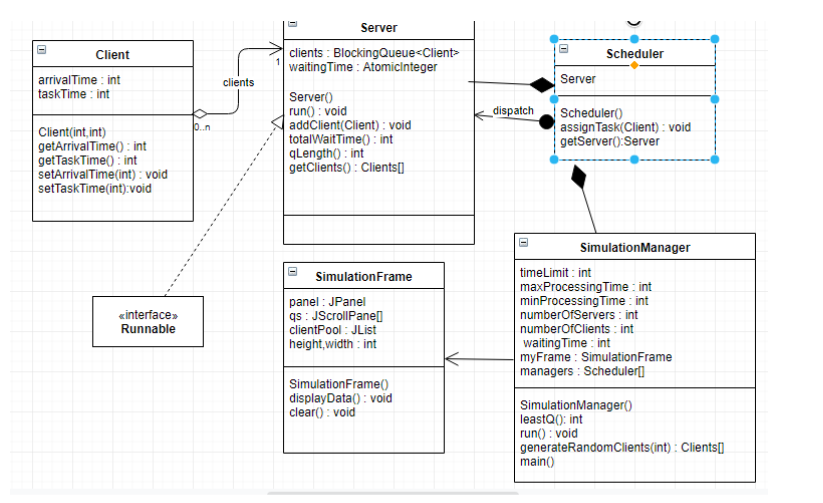 Client
arrivalTime : int
taskTime : int
Client(int,int)
getArrivalTime() : int
getTaskTime() : int
setArrivalTime(int) : void
setTaskTime(int):void
clients
1
0..n
Server
clients : BlockingQueue<Client>
waitingTime : AtomicInteger
Server()
run() : void
addClient(Client) : void
totalWaitTime() : int
qLength() : int
getClients() : Clients[]
dispatch
Scheduler
Server
Scheduler()
assignTask(Client) : void
getServer():Server
«interface»
Runnable
SimulationFrame
panel : JPanel
qs : JScrollPane[]
clientPool : JList
height,width : int
SimulationFrame()
displayData() : void
clear() : void
SimulationManager
timeLimit : int
maxProcessingTime : int
minProcessingTime : int
numberOfServers : int
numberOfClients : int
waitingTime : int
myFrame : SimulationFrame
managers : Scheduler[]
SimulationManager()
leastQ(): int
run() : void
generateRandomClients(int) : Clients[]
main()